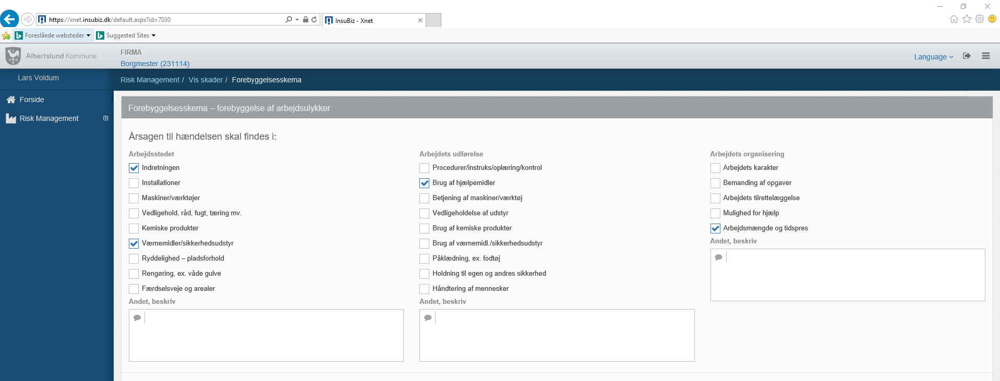 https://xnet.insubiz.dk/default.aspx?id=7030
InsuBiz - Xnet
Foreslåede websteder
Suggested Sites
Albertslund Kommune
FIRMA
Borgmester (231114)
Language
Lars Voldum
Risk Management / Vis skader / Forebyggelsesskema
Forside
Risk Management
Forebyggelsesskema – forebyggelse af arbejdsulykker
Årsagen til hændelsen skal findes i:
Arbejdsstedet
Indretningen
Installationer
Maskiner/værktøjer
Vedligehold, råd, fugt, tæring mv.
Kemiske produkter
Værnemidler/sikkerhedsudstyr
Ryddelighed – pladsforhold
Rengøring, ex. våde gulve
Færdselsveje og arealer
Andet, beskriv
Arbejdets udførelse
Procedurer/instruks/oplæring/kontrol
Brug af hjælpemidler
Betjening af maskiner/værktøj
Vedligeholdelse af udstyr
Brug af kemiske produkter
Brug af værnemidl./sikkerhedsudstyr
Påklædning, ex. fodtøj
Holdning til egen og andres sikkerhed
Håndtering af mennesker
Andet, beskriv
Arbejdets organisering
Arbejdets karakter
Bemanding af opgaver
Arbejdets tilrettelæggelse
Mulighed for hjælp
Arbejdsmængde og tidspres
Andet, beskriv